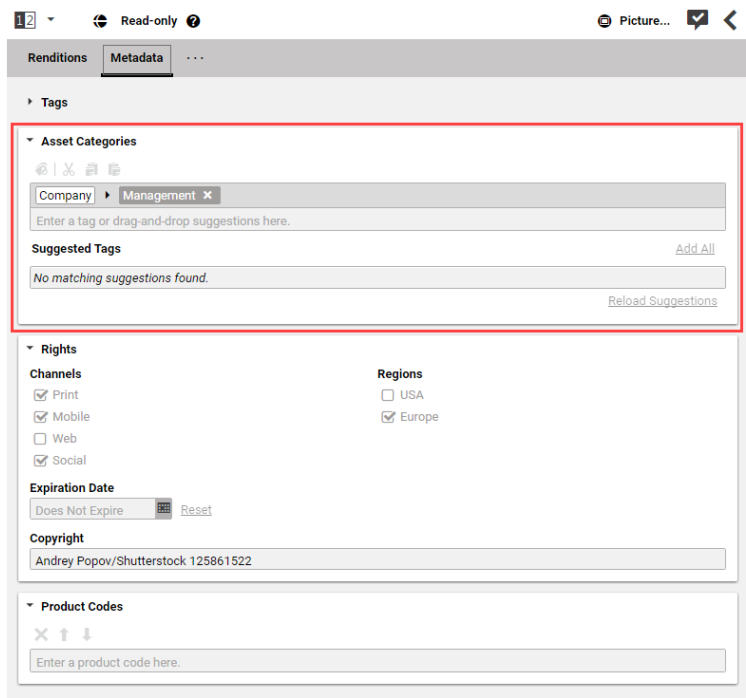 12 Read-only Picture...
Renditions Metadata ...
Tags
Asset Categories
Company Management
Enter a tag or drag-and-drop suggestions here.
Suggested Tags Add All
No matching suggestions found.
Reload Suggestions
Rights
Channels Regions
Print USA
Mobile Europe
Web
Social
Expiration Date
Does Not Expire Reset
Copyright
Andrey Popov/Shutterstock 125861522
Product Codes
Enter a product code here.